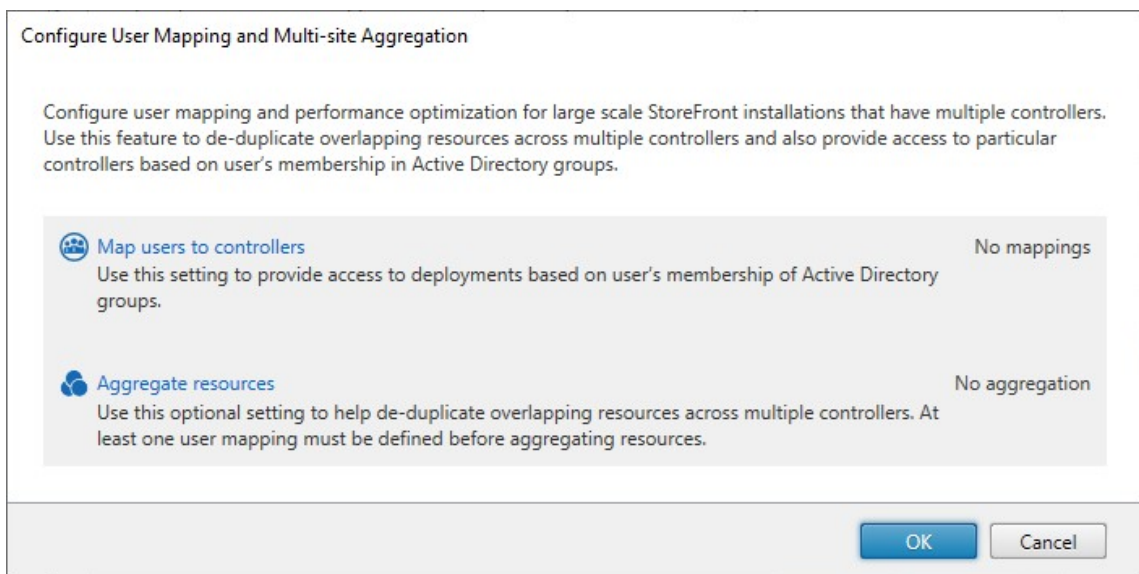 Configure User Mapping and Multi-site Aggregation
Configure user mapping and performance optimization for large scale StoreFront installations that have multiple controllers.
Use this feature to de-duplicate overlapping resources across multiple controllers and also provide access to particular
controllers based on user's membership in Active Directory groups.
Map users to controllers
No mappings
Use this setting to provide access to deployments based on user's membership of Active Directory
groups.
Aggregate resources
No aggregation
Use this optional setting to help de-duplicate overlapping resources across multiple controllers. At
least one user mapping must be defined before aggregating resources.
OK
Cancel